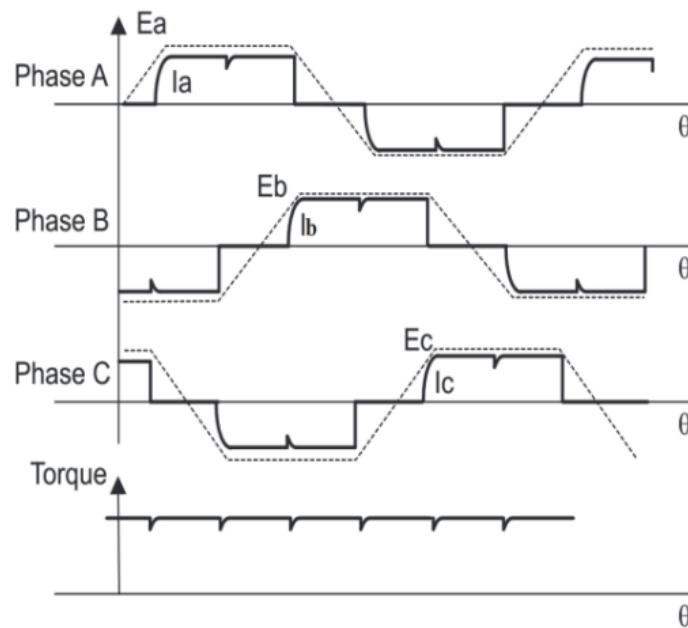 Ea
Phase A
Ia
θ
Eb
Phase B
Ib
θ
Ec
Phase C
Ic
θ
Torque
θ